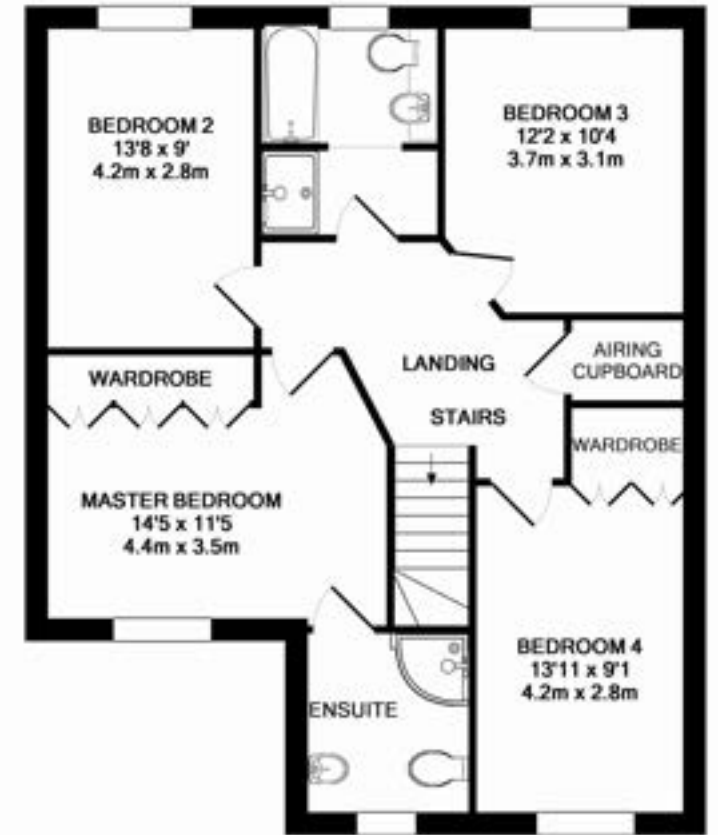 BEDROOM 2
13'8 x 9'
4.2m x 2.8m
BEDROOM 3
12'2 x 10'4
3.7m x 3.1m
LANDING
STAIRS
AIRING
CUPBOARD
WARDROBE
WARDROBE
MASTER BEDROOM
14'5 x 11'5
4.4m x 3.5m
ENSUITE
BEDROOM 4
13'11 x 9'1
4.2m x 2.8m